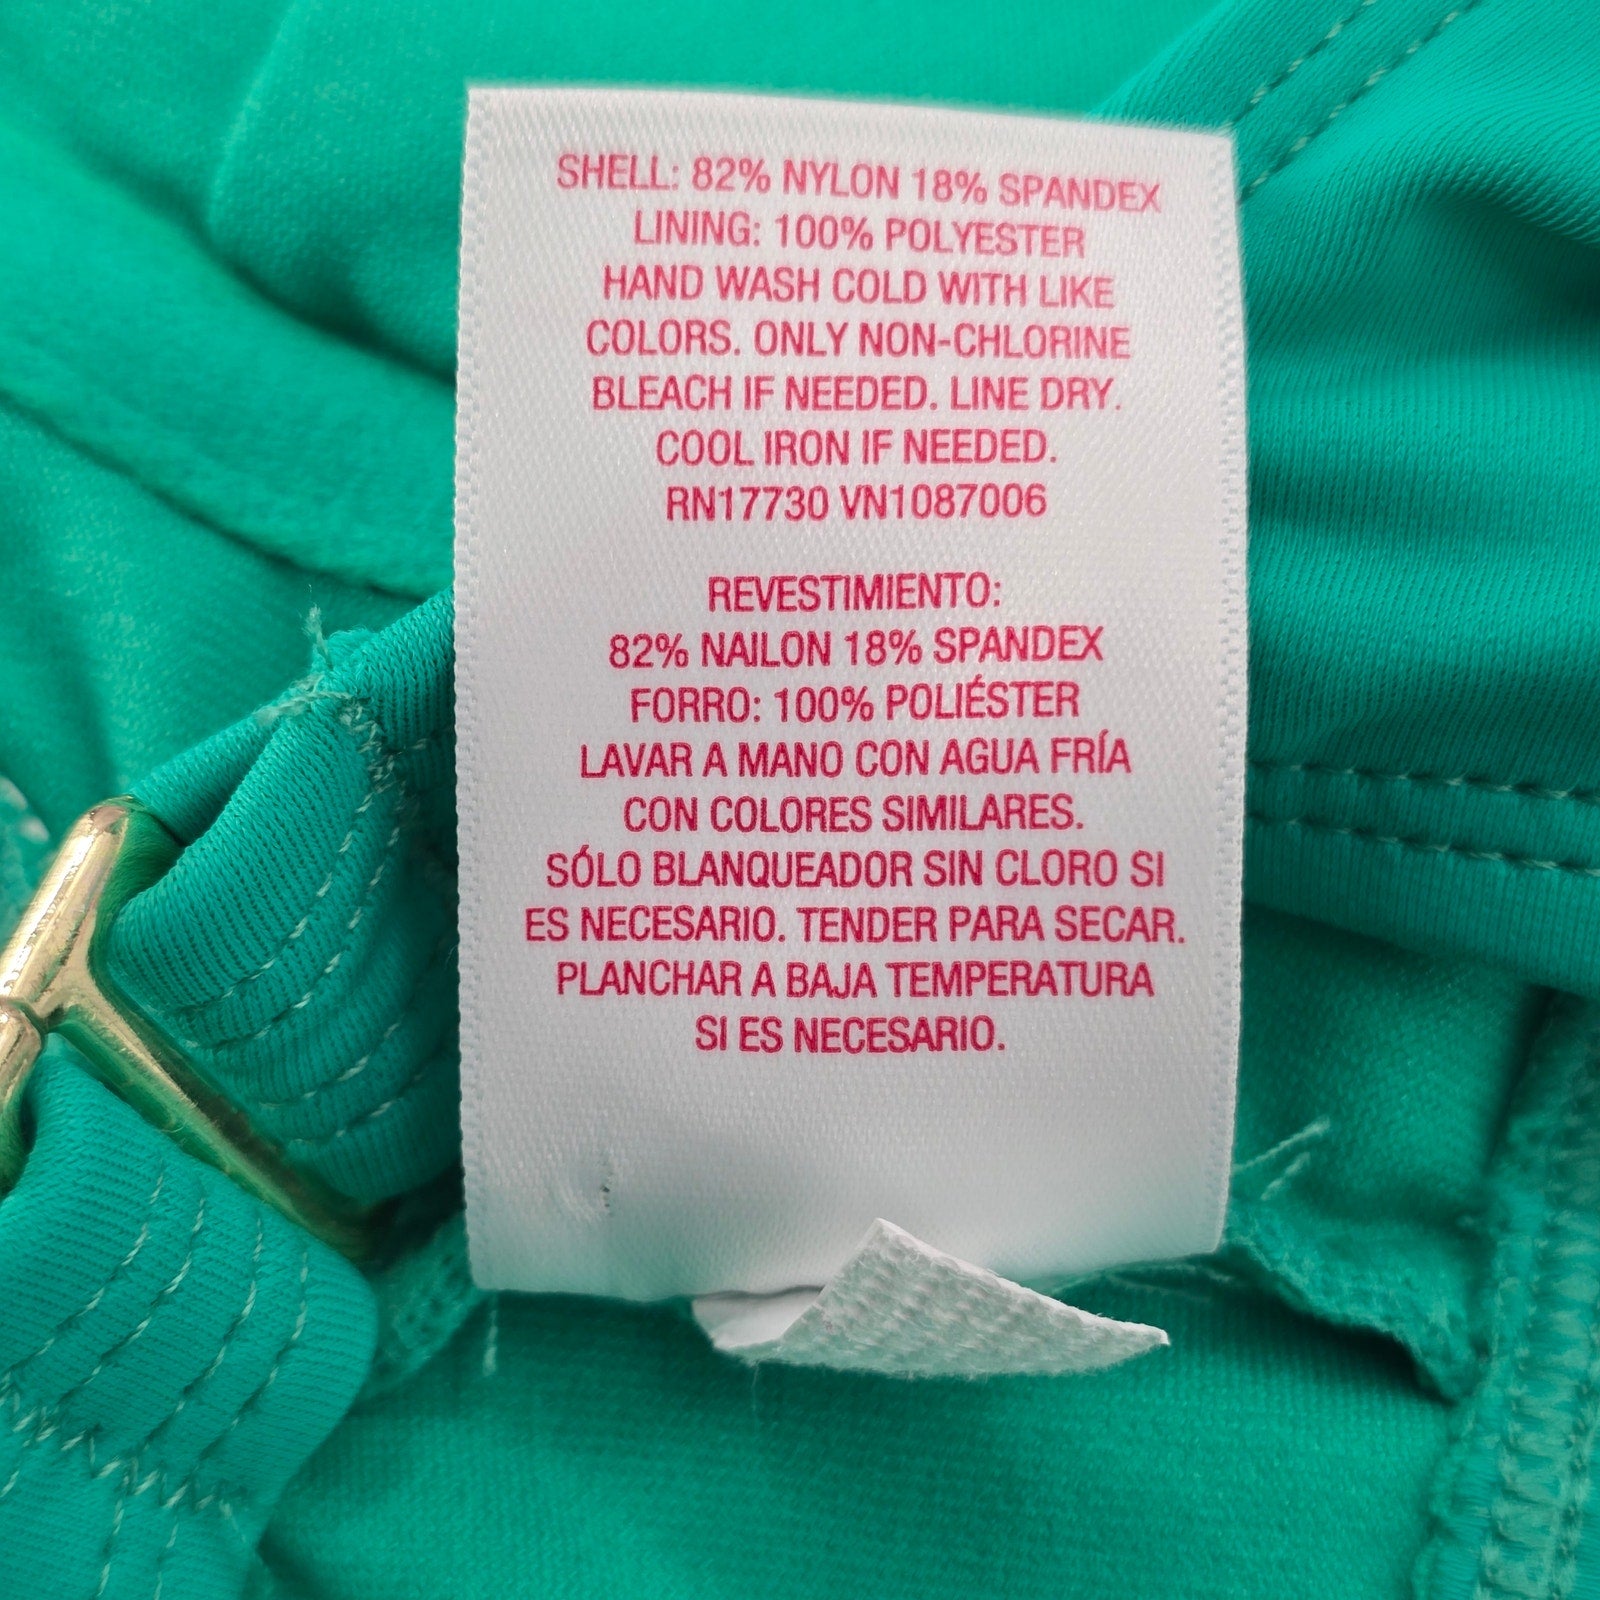 SHELL: 82% NYLON 18% SPANDEX
LINING: 100% POLYESTER
HAND WASH COLD WITH LIKE
COLORS. ONLY NON-CHLORINE
BLEACH IF NEEDED. LINE DRY.
COOL IRON IF NEEDED.
RN17730 VN1087006
REVESTIMIENTO:
82% NAILON 18% SPANDEX
FORRO: 100% POLIÉSTER
LAVAR A MANO CON AGUA FRÍA
CON COLORES SIMILARES.
SÓLO BLANQUEADOR SIN CLORO SI
ES NECESARIO. TENDER PARA SECAR.
PLANCHAR A BAJA TEMPERATURA
SI ES NECESARIO.